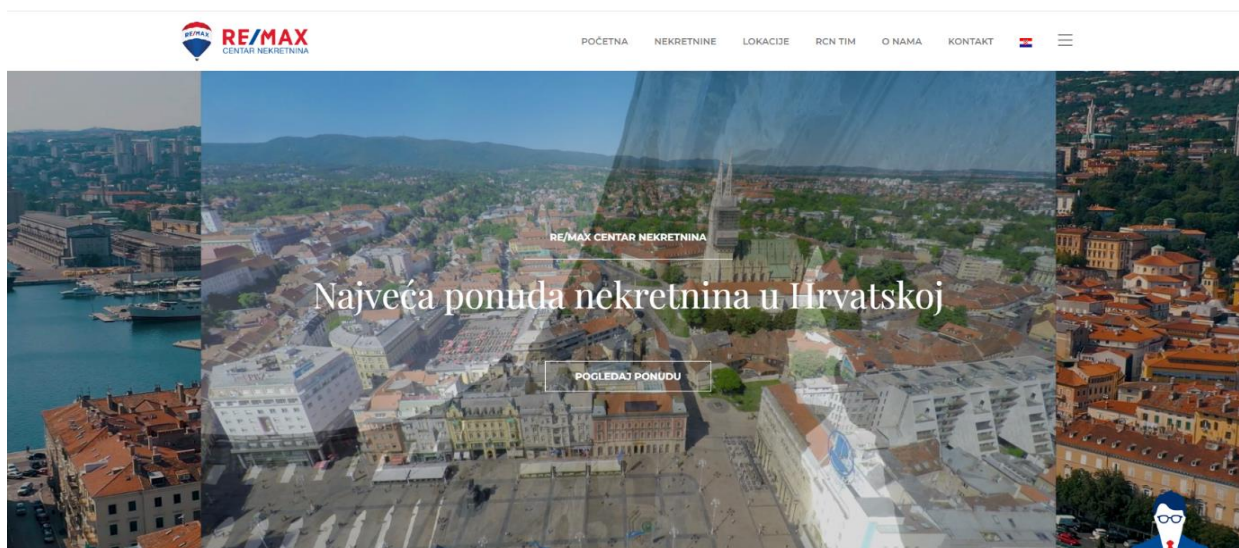 RE/MAX
RE/MAX
CENTAR NEKRETNINA
POČETNA
NEKRETNINE
LOKACIJE
RCN TIM
O NAMA
KONTAKT
RE/MAX CENTAR NEKRETNINA
Najveća ponuda nekretnina u Hrvatskoj
POGLEDAJ PONUDU